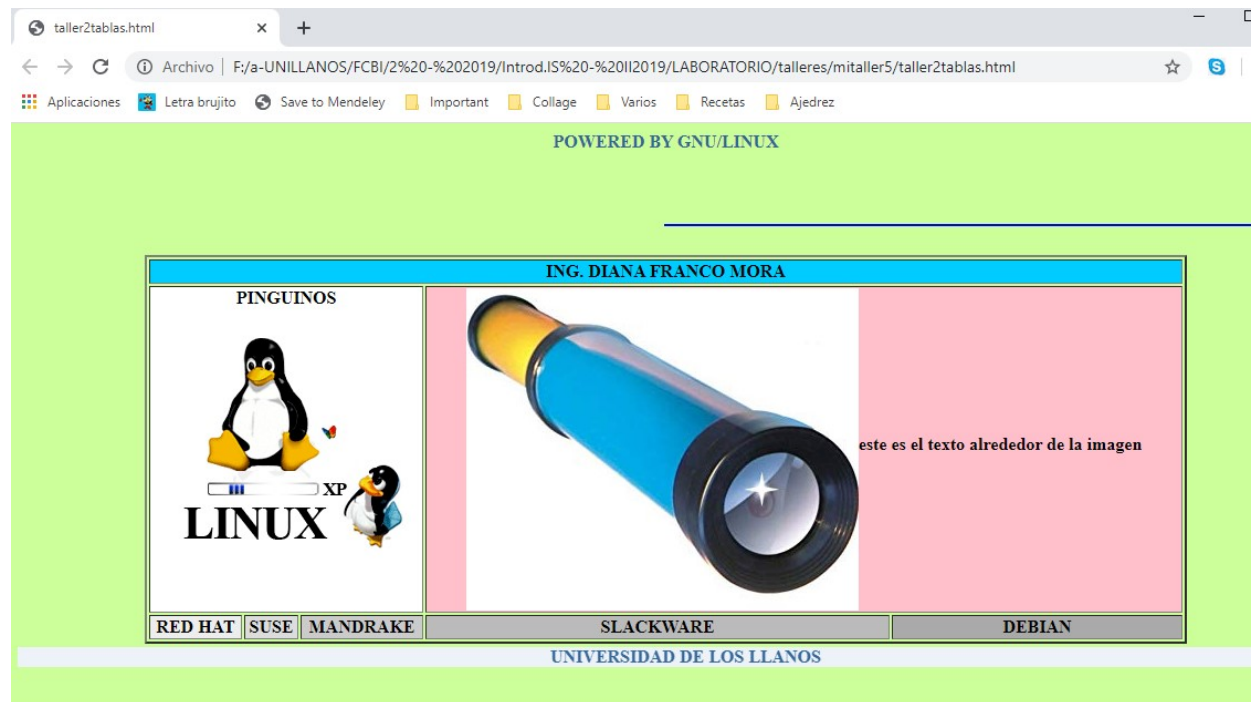 taller2tablas.html
Archivo | F:/a-UNILLANOS/FCBI/2%20-%202019/Introd.IS%20-%20II2019/LABORATORIO/talleres/mitaller5/taller2tablas.html
Aplicaciones Letra brujito Save to Mendeley Important Collage Varios Recetas Ajedrez
POWERED BY GNU/LINUX
ING. DIANA FRANCO MORA
PINGUINOS
este es el texto alrededor de la imagen
XP
LINUX
RED HAT SUSE MANDRAKE SLACKWARE DEBIAN
UNIVERSIDAD DE LOS LLANOS